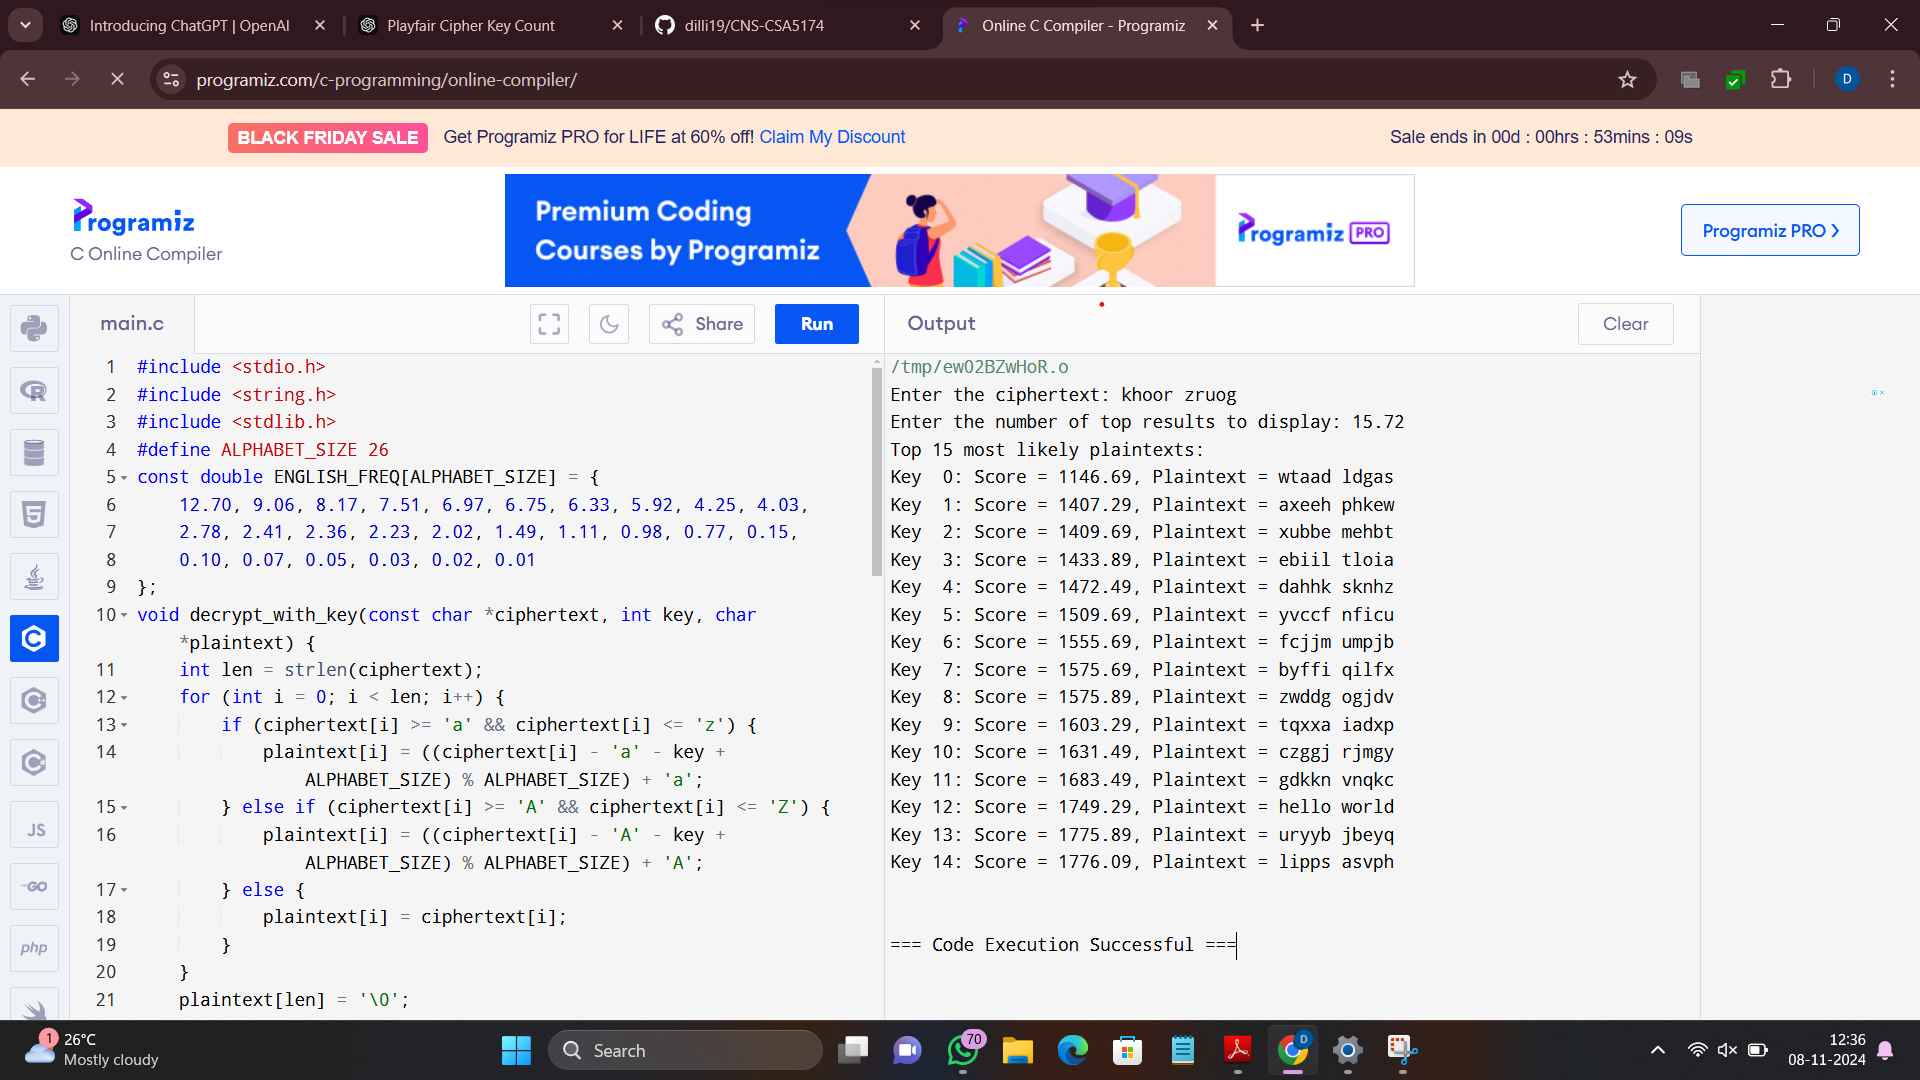 Introducing ChatGPT | OpenAI
Playfair Cipher Key Count
dilli19/CNS-CSA5174
Online C Compiler - Programiz
programiz.com/c-programming/online-compiler/
D
BLACK FRIDAY SALE Get Programiz PRO for LIFE at 60% off! Claim My Discount
Sale ends in 00d : 00hrs : 53mins : 09s
Programiz
C Online Compiler
Premium Coding
Courses by Programiz
Programiz PRO
Programiz PRO
main.c
Share
Run
Output
Clear
1 #include <stdio.h>
2 #include <string.h>
3 #include <stdlib.h>
4 #define ALPHABET_SIZE 26
5 const double ENGLISH_FREQ[ALPHABET_SIZE] = {
6 12.70, 9.06, 8.17, 7.51, 6.97, 6.75, 6.33, 5.92, 4.25, 4.03,
7 2.78, 2.41, 2.36, 2.23, 2.02, 1.49, 1.11, 0.98, 0.77, 0.15,
8 0.10, 0.07, 0.05, 0.03, 0.02, 0.01
9 };
10 void decrypt_with_key(const char *ciphertext, int key, char
*plaintext) {
11 int len = strlen(ciphertext);
12 for (int i = 0; i < len; i++) {
13 if (ciphertext[i] >= 'a' && ciphertext[i] <= 'z') {
14 plaintext[i] = ((ciphertext[i] - 'a' - key +
ALPHABET_SIZE) % ALPHABET_SIZE) + 'a';
15 } else if (ciphertext[i] >= 'A' && ciphertext[i] <= 'Z') {
16 plaintext[i] = ((ciphertext[i] - 'A' - key +
ALPHABET_SIZE) % ALPHABET_SIZE) + 'A';
17 } else {
18 plaintext[i] = ciphertext[i];
19 }
20 }
21 plaintext[len] = '\0';
/tmp/ew02BZwHoR.o
Enter the ciphertext: khoor zruog
Enter the number of top results to display: 15.72
Top 15 most likely plaintexts:
Key  0: Score = 1146.69, Plaintext = wtaad ldgas
Key  1: Score = 1407.29, Plaintext = axeeh phkew
Key  2: Score = 1409.69, Plaintext = xubbe mehbt
Key  3: Score = 1433.89, Plaintext = ebiil tloia
Key  4: Score = 1472.49, Plaintext = dahhk sknhz
Key  5: Score = 1509.69, Plaintext = yvccf nficu
Key  6: Score = 1555.69, Plaintext = fcjjm umpjb
Key  7: Score = 1575.69, Plaintext = byffi qilfx
Key  8: Score = 1575.89, Plaintext = zwddg ogjdv
Key  9: Score = 1603.29, Plaintext = tqxxa iadxp
Key 10: Score = 1631.49, Plaintext = czggj rjmgy
Key 11: Score = 1683.49, Plaintext = gdkkn vnqkc
Key 12: Score = 1749.29, Plaintext = hello world
Key 13: Score = 1775.89, Plaintext = uryyb jbeyq
Key 14: Score = 1776.09, Plaintext = lipps asvph
=== Code Execution Successful ===
JS
GO
php
1
26°C
Mostly cloudy
Search
70
D
12:36
08-11-2024